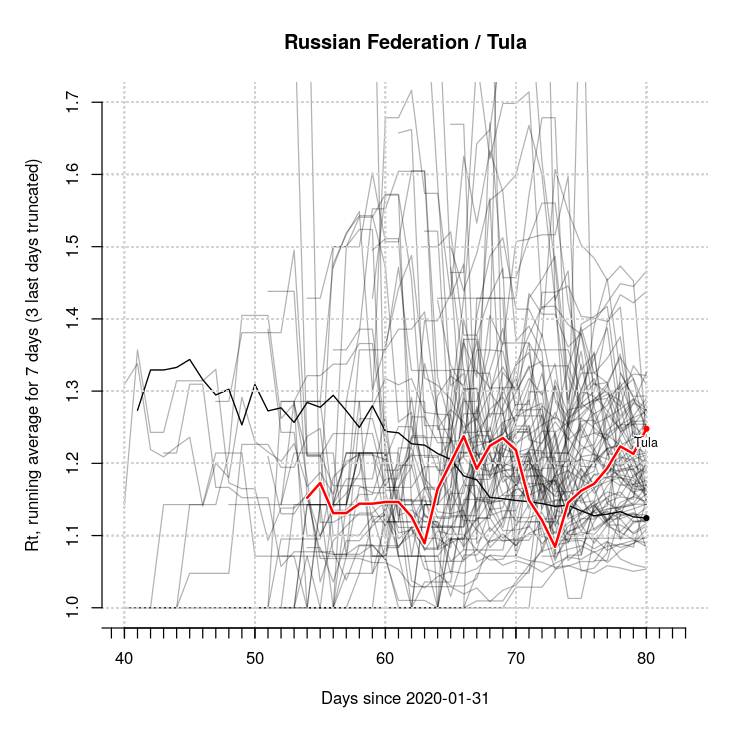 Russian Federation / Tula
Rt, running average for 7 days (3 last days truncated)
1.7
1.6
1.5
1.4
1.3
1.2
1.1
1.0
Tula
40 50 60 70 80
Days since 2020-01-31